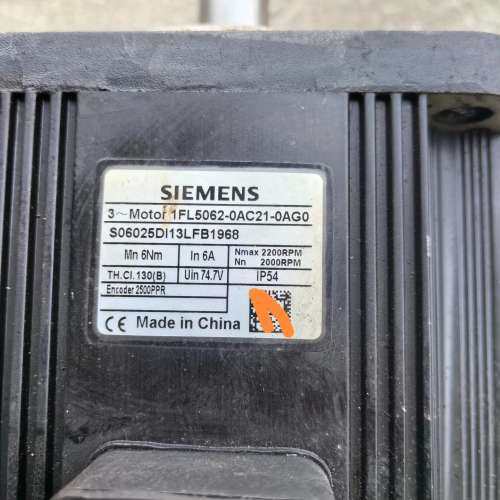 SIEMENS
3~Motor 1FL5062-0AC21-0AG0
S06025DI13LFB1968
Mn 6Nm In 6A Nmax 2200RPM
Nn 2000RPM
TH.Cl.130(B) Uin 74.7V IP54
Encoder 2500PPR
CE Made in China